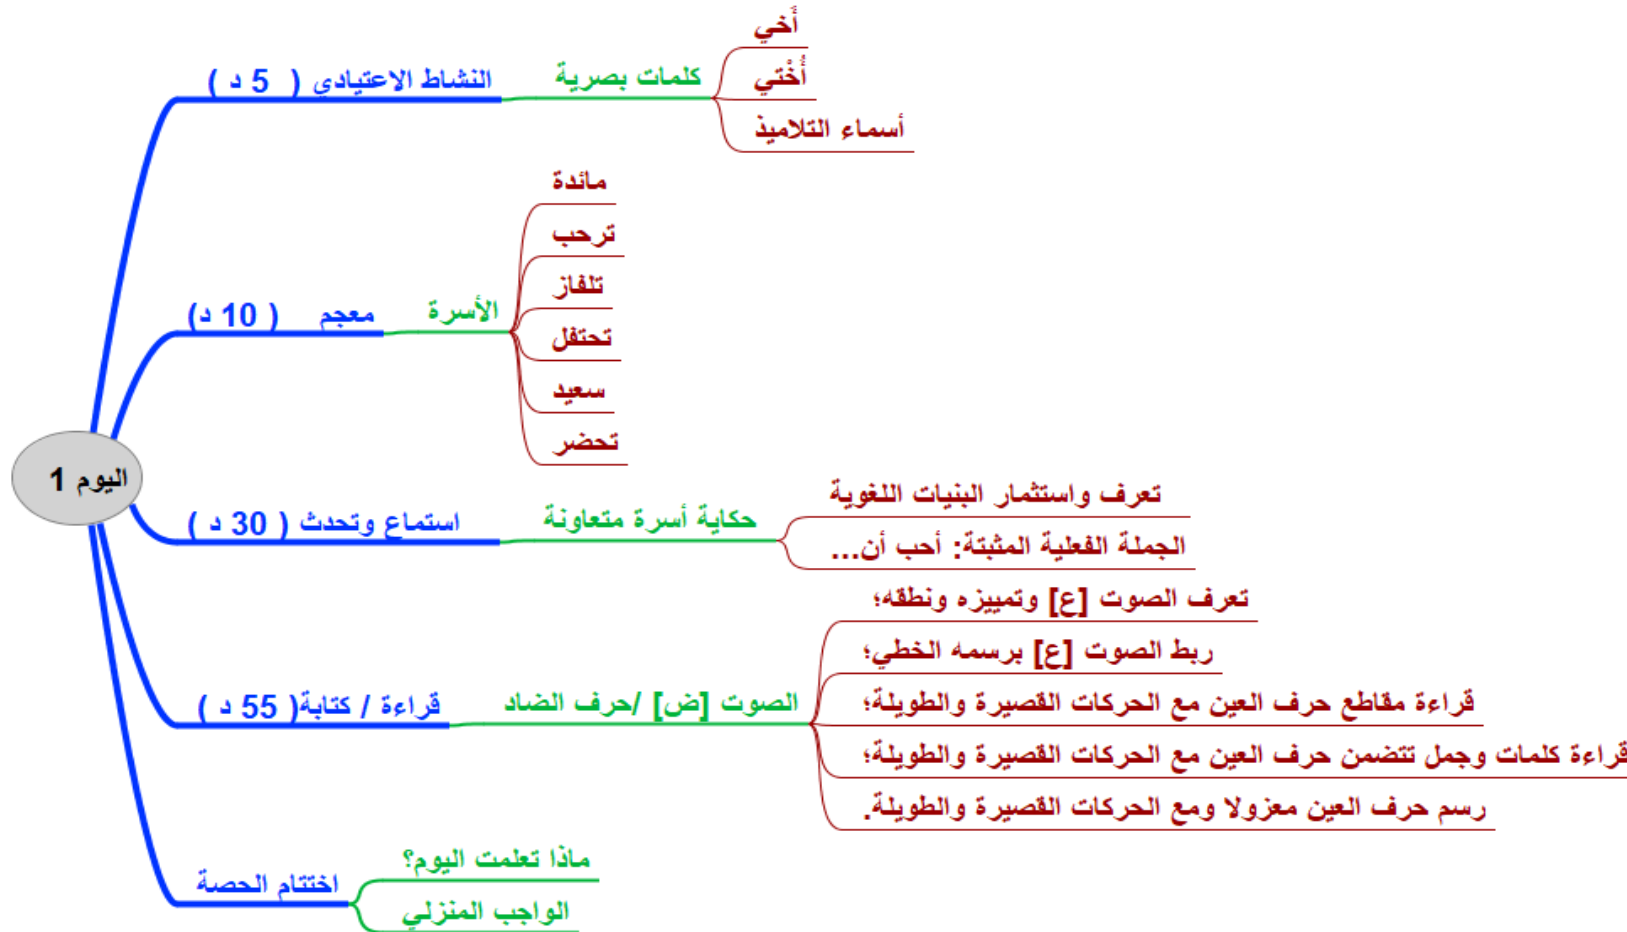 اليوم 1
النشاط الاعتيادي ( 5 د )
كلمات بصرية
أخي
أُخْتي
أسماء التلاميذ
معجم ( 10 د)
الأسرة
مائدة
ترحب
تلفاز
تحتفل
سعيد
تحضر
استماع وتحدث ( 30 د )
حكاية أسرة متعاونة
تعرف واستثمار البنيات اللغوية
الجملة الفعلية المثبتة: أحب أن...
قراءة / كتابة( 55 د )
الصوت [ض] /حرف الضاد
تعرف الصوت [ع] وتمييزه ونطقه؛
ربط الصوت [ع] برسمه الخطي؛
قراءة مقاطع حرف العين مع الحركات القصيرة والطويلة؛
قراءة كلمات وجمل تتضمن حرف العين مع الحركات القصيرة والطويلة؛
رسم حرف العين معزولا ومع الحركات القصيرة والطويلة.
اختتام الحصة
ماذا تعلمت اليوم؟
الواجب المنزلي